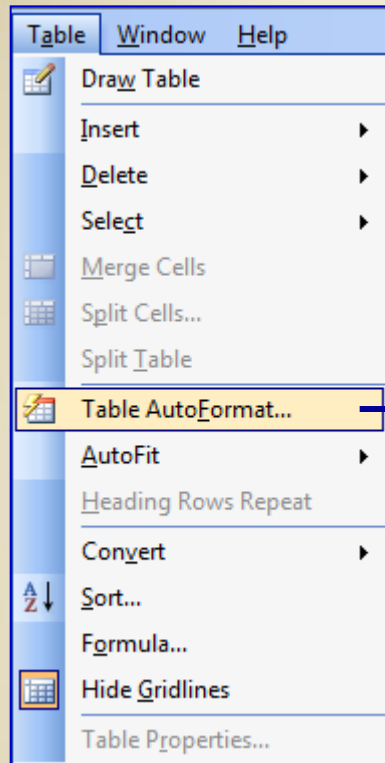 Table Window Help
Draw Table
Insert
Delete
Select
Merge Cells
Split Cells...
Split Table
Table AutoFormat...
AutoFit
Heading Rows Repeat
Convert
A
Z
Sort...
Formula...
Hide Gridlines
Table Properties...